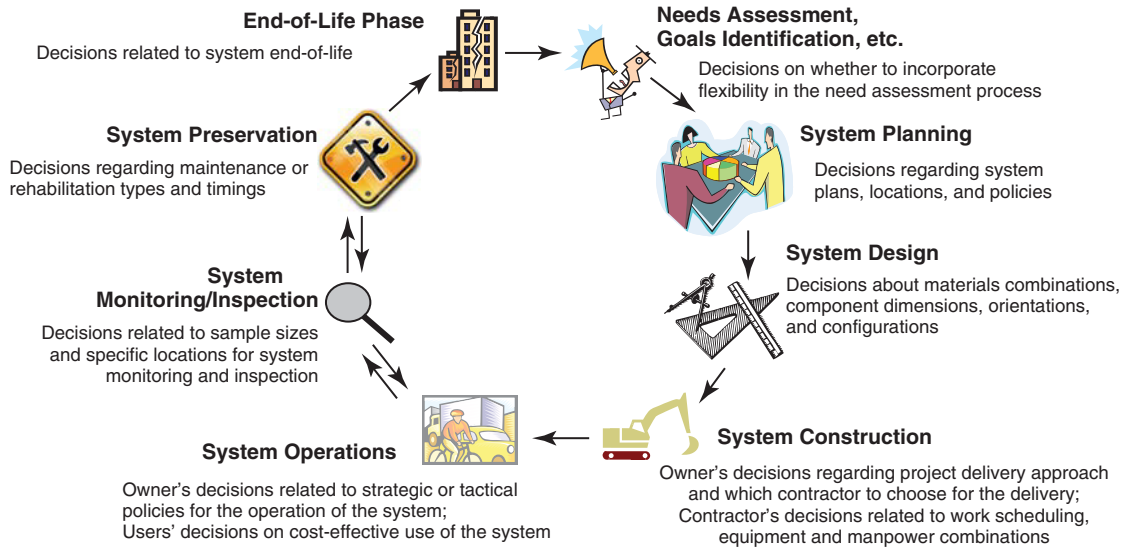 End-of-Life Phase
Decisions related to system end-of-life
Needs Assessment,
Goals Identification, etc.
Decisions on whether to incorporate
flexibility in the need assessment process
System Planning
Decisions regarding system
plans, locations, and policies
System Design
Decisions about materials combinations,
component dimensions, orientations,
and configurations
System Construction
Owner's decisions regarding project delivery approach
and which contractor to choose for the delivery;
Contractor's decisions related to work scheduling,
equipment and manpower combinations
System Operations
Owner's decisions related to strategic or tactical
policies for the operation of the system;
Users' decisions on cost-effective use of the system
System
Monitoring/Inspection
Decisions related to sample sizes
and specific locations for system
monitoring and inspection
System Preservation
Decisions regarding maintenance or
rehabilitation types and timings